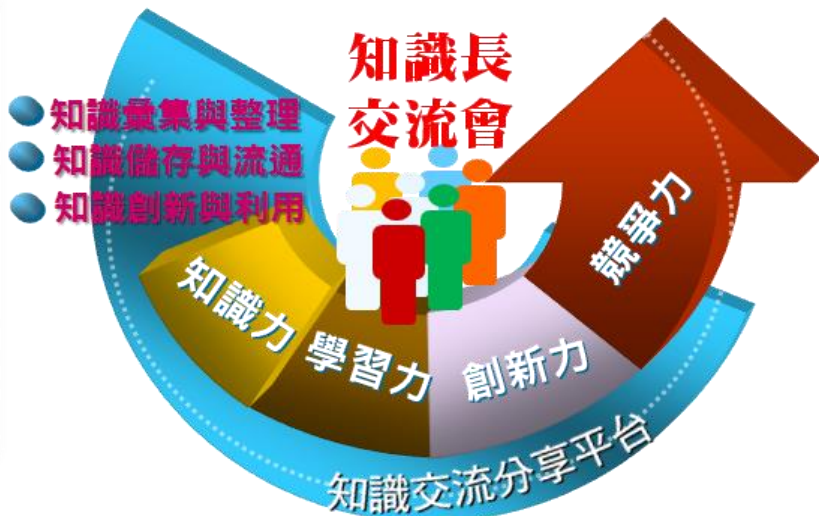 知識長
交流會
知識彙集與整理
知識儲存與流通
知識創新與利用
知識力
學習力
創新力
競爭力
知識交流分享平台